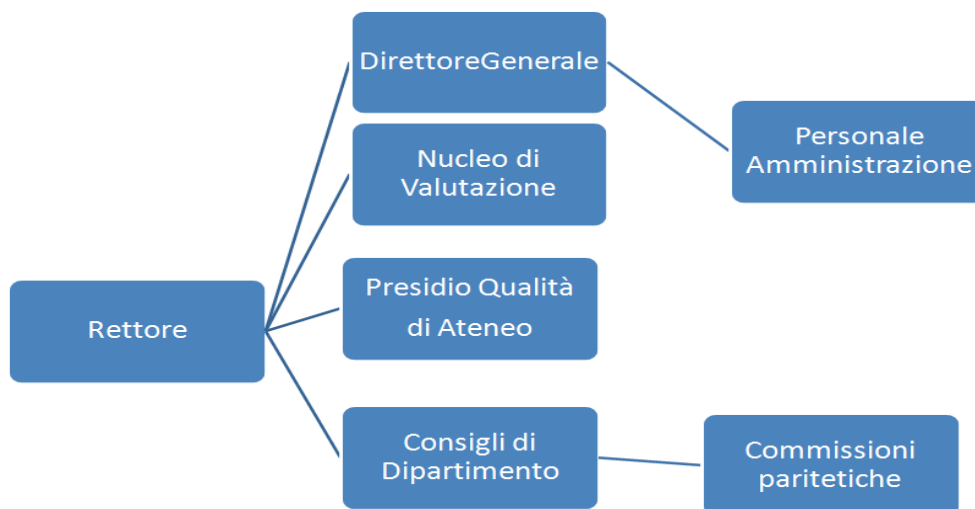 DirettoreGenerale
Personale
Amministrazione
Nucleo di
Valutazione
Presidio Qualità
di Ateneo
Rettore
Consigli di
Dipartimento
Commissioni
paritetiche